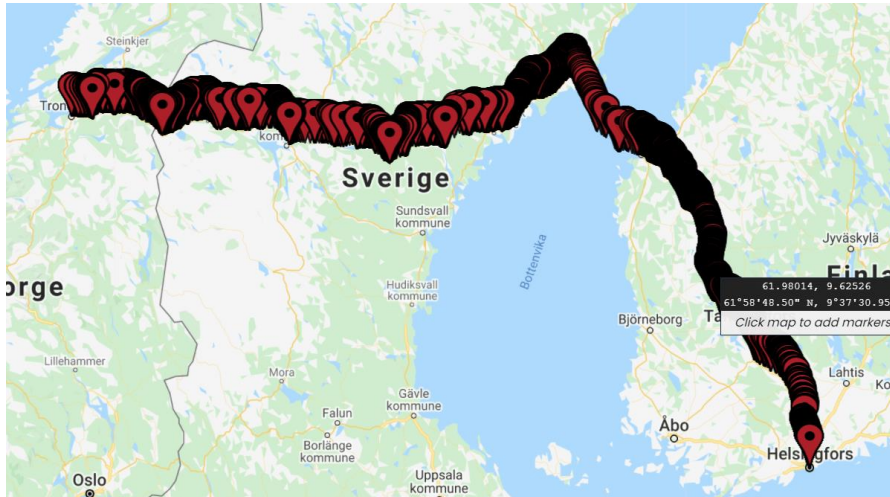 Steinkjer
Tron
kom
Sverige
Sundsvall
kommune
Bottenvika
Jyväskylä
orge
Finla
61.98014, 9.62526
61°58'48.50" N, 9°37'30.95
Click map to add markers
Hudiksvall
kommune
Björneborg
Ta
Lillehammer
Mora
Lahtis
Ko
Gävle
kommune
Falun
Borlänge
kommune
Åbo
Helsingfors
Oslo
Uppsala
kommune